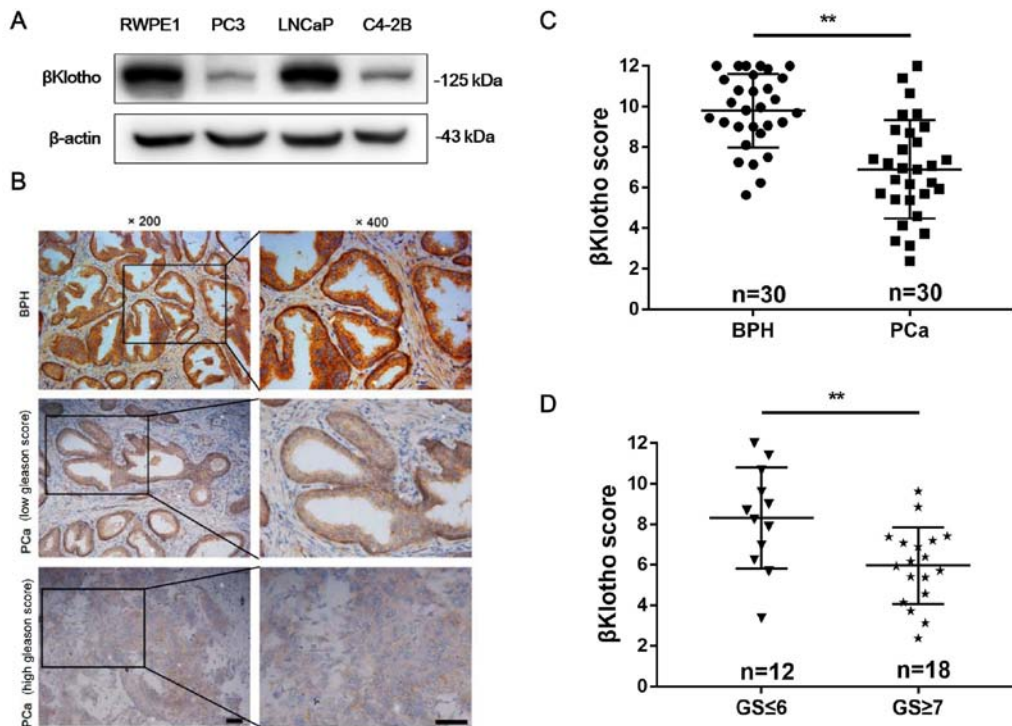 A
RWPE1 PC3 LNCaP C4-2B
βKlotho
-125 kDa
β-actin
-43 kDa
B
× 200 × 400
BPH
PCa (low gleason score)
PCa (high gleason score)
C
**
βKlotho score
12
10
8
6
4
2
0
n=30 n=30
BPH PCa
D
**
βKlotho score
12
10
8
6
4
2
0
n=12 n=18
GS≤6 GS≥7